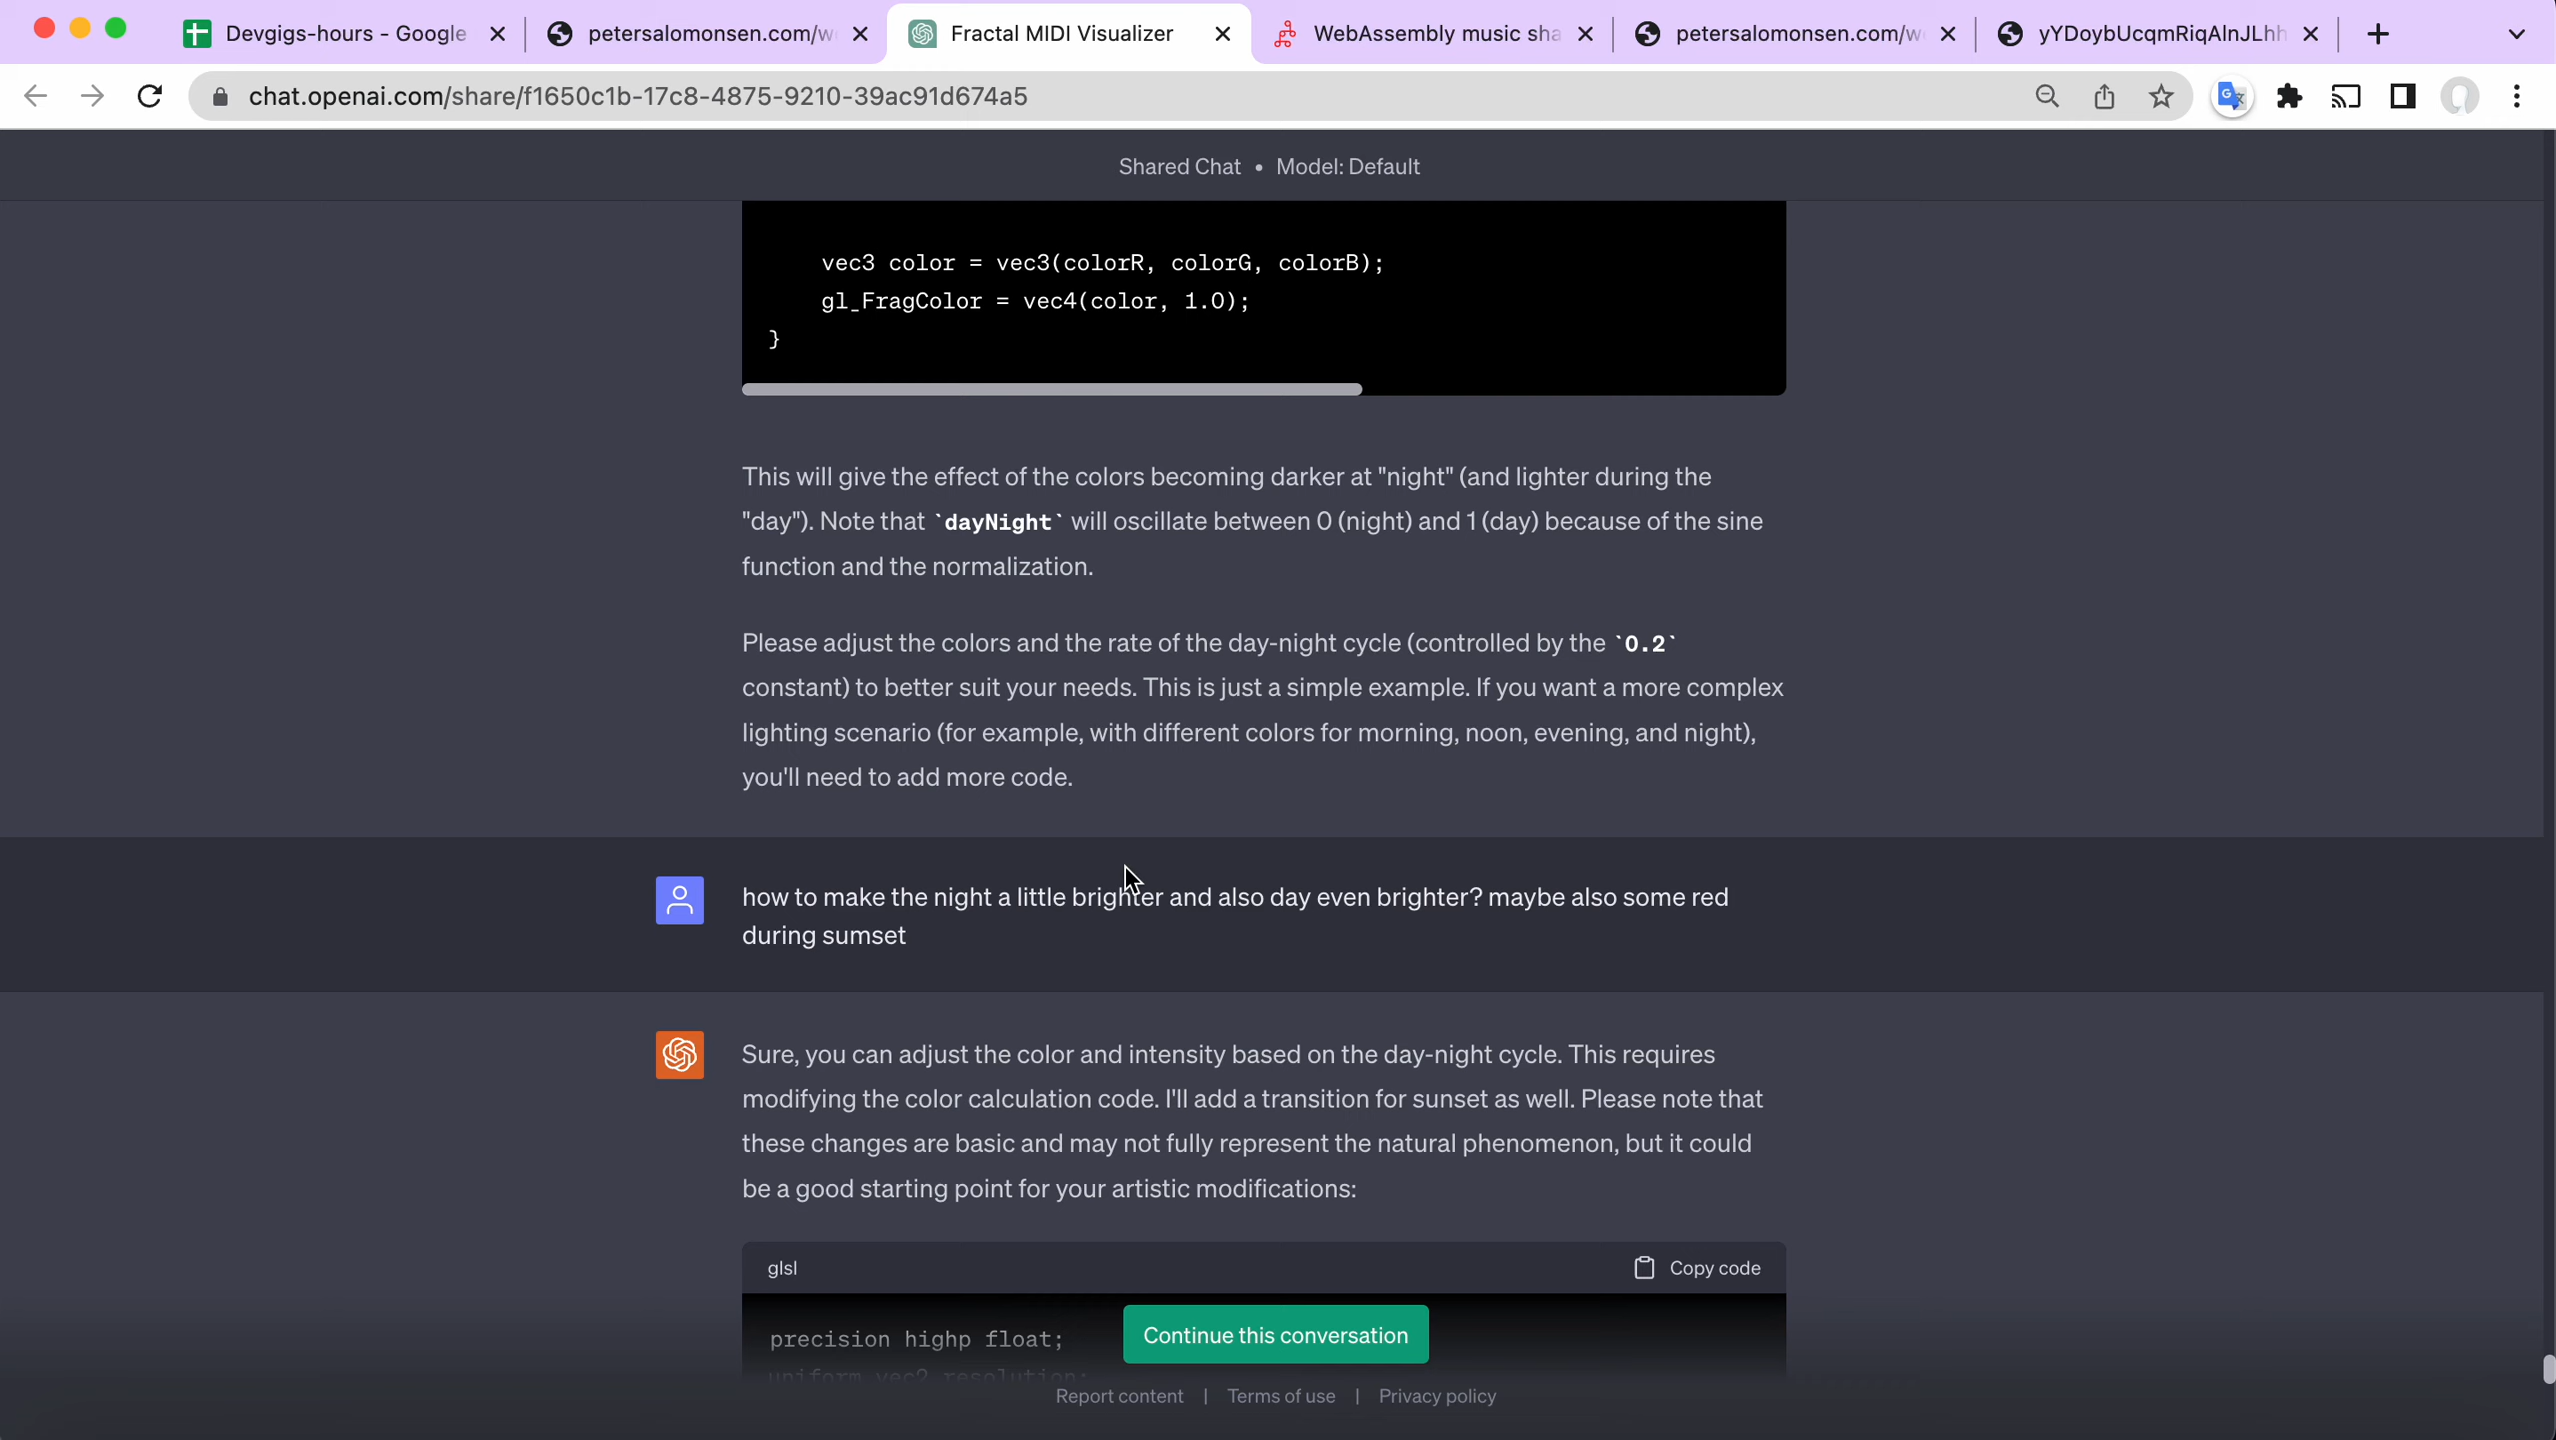 Devgigs-hours - Google
petersalomonsen.com/w
Fractal MIDI Visualizer
WebAssembly music sha
petersalomonsen.com/w
yYDoybUcqmRiqAlnJLhh
chat.openai.com/share/f1650c1b-17c8-4875-9210-39ac91d674a5
Shared Chat • Model: Default
vec3 color = vec3(colorR, colorG, colorB);
gl_FragColor = vec4(color, 1.0);
}
This will give the effect of the colors becoming darker at "night" (and lighter during the
"day"). Note that `dayNight` will oscillate between 0 (night) and 1 (day) because of the sine
function and the normalization.
Please adjust the colors and the rate of the day-night cycle (controlled by the `0.2`
constant) to better suit your needs. This is just a simple example. If you want a more complex
lighting scenario (for example, with different colors for morning, noon, evening, and night),
you'll need to add more code.
how to make the night a little brighter and also day even brighter? maybe also some red
during sumset
Sure, you can adjust the color and intensity based on the day-night cycle. This requires
modifying the color calculation code. I'll add a transition for sunset as well. Please note that
these changes are basic and may not fully represent the natural phenomenon, but it could
be a good starting point for your artistic modifications:
glsl
Copy code
precision highp float;
Continue this conversation
uniform vec2 resolution;
Report content | Terms of use | Privacy policy